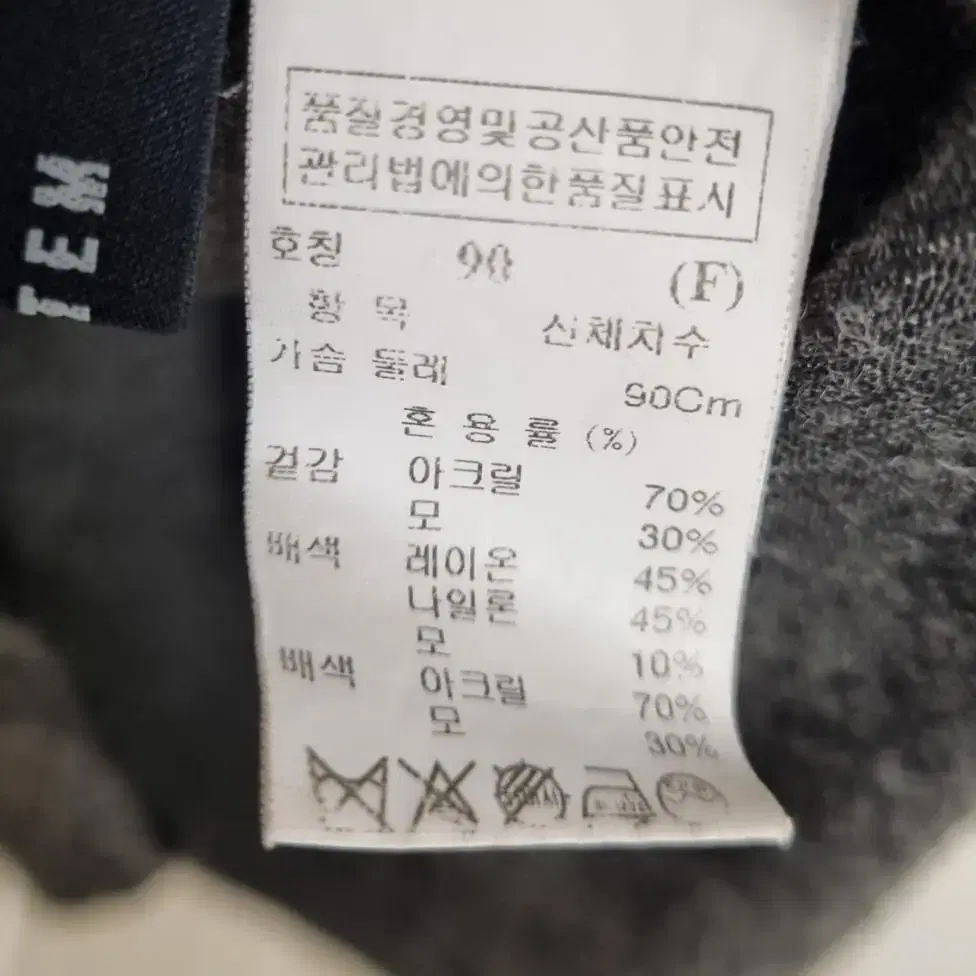 품질경영및공산품안전
관리법에의한품질표시
호칭 90 (F)
항 목 신체치수
가슴 둘레 90Cm
혼 용 률 (%)
겉감 아크릴 70%
모 30%
배색 레이온 45%
나일론 45%
모 10%
배색 아크릴 70%
모 30%
TEM